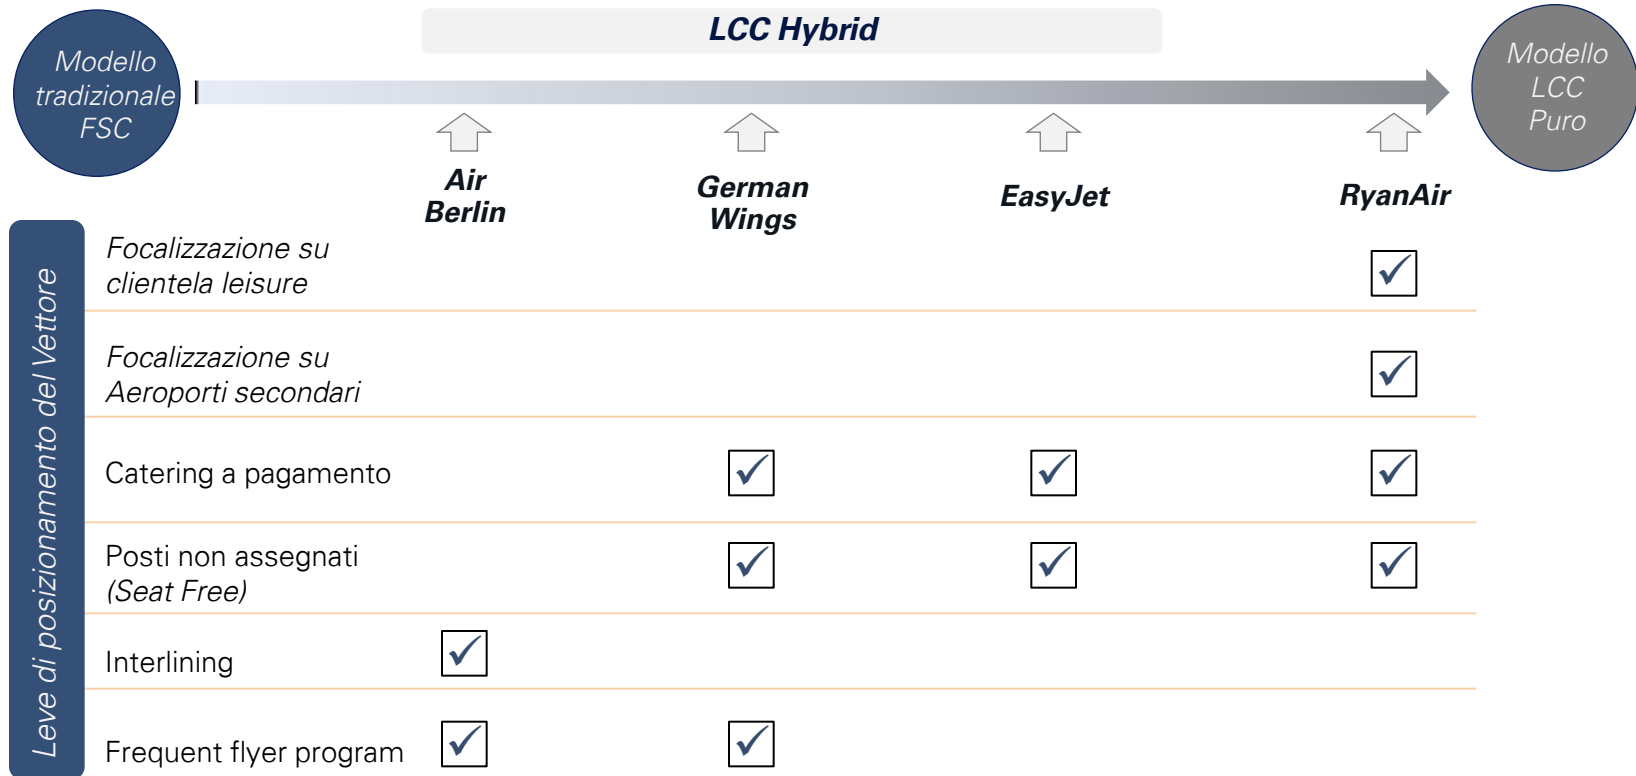 LCC Hybrid
Modello
tradizionale
FSC
Modello
LCC
Puro
Air
Berlin
German
Wings
EasyJet
RyanAir
Leve di posizionamento del Vettore
Focalizzazione su
clientela leisure
Focalizzazione su
Aeroporti secondari
Catering a pagamento
Posti non assegnati
(Seat Free)
Interlining
Frequent flyer program